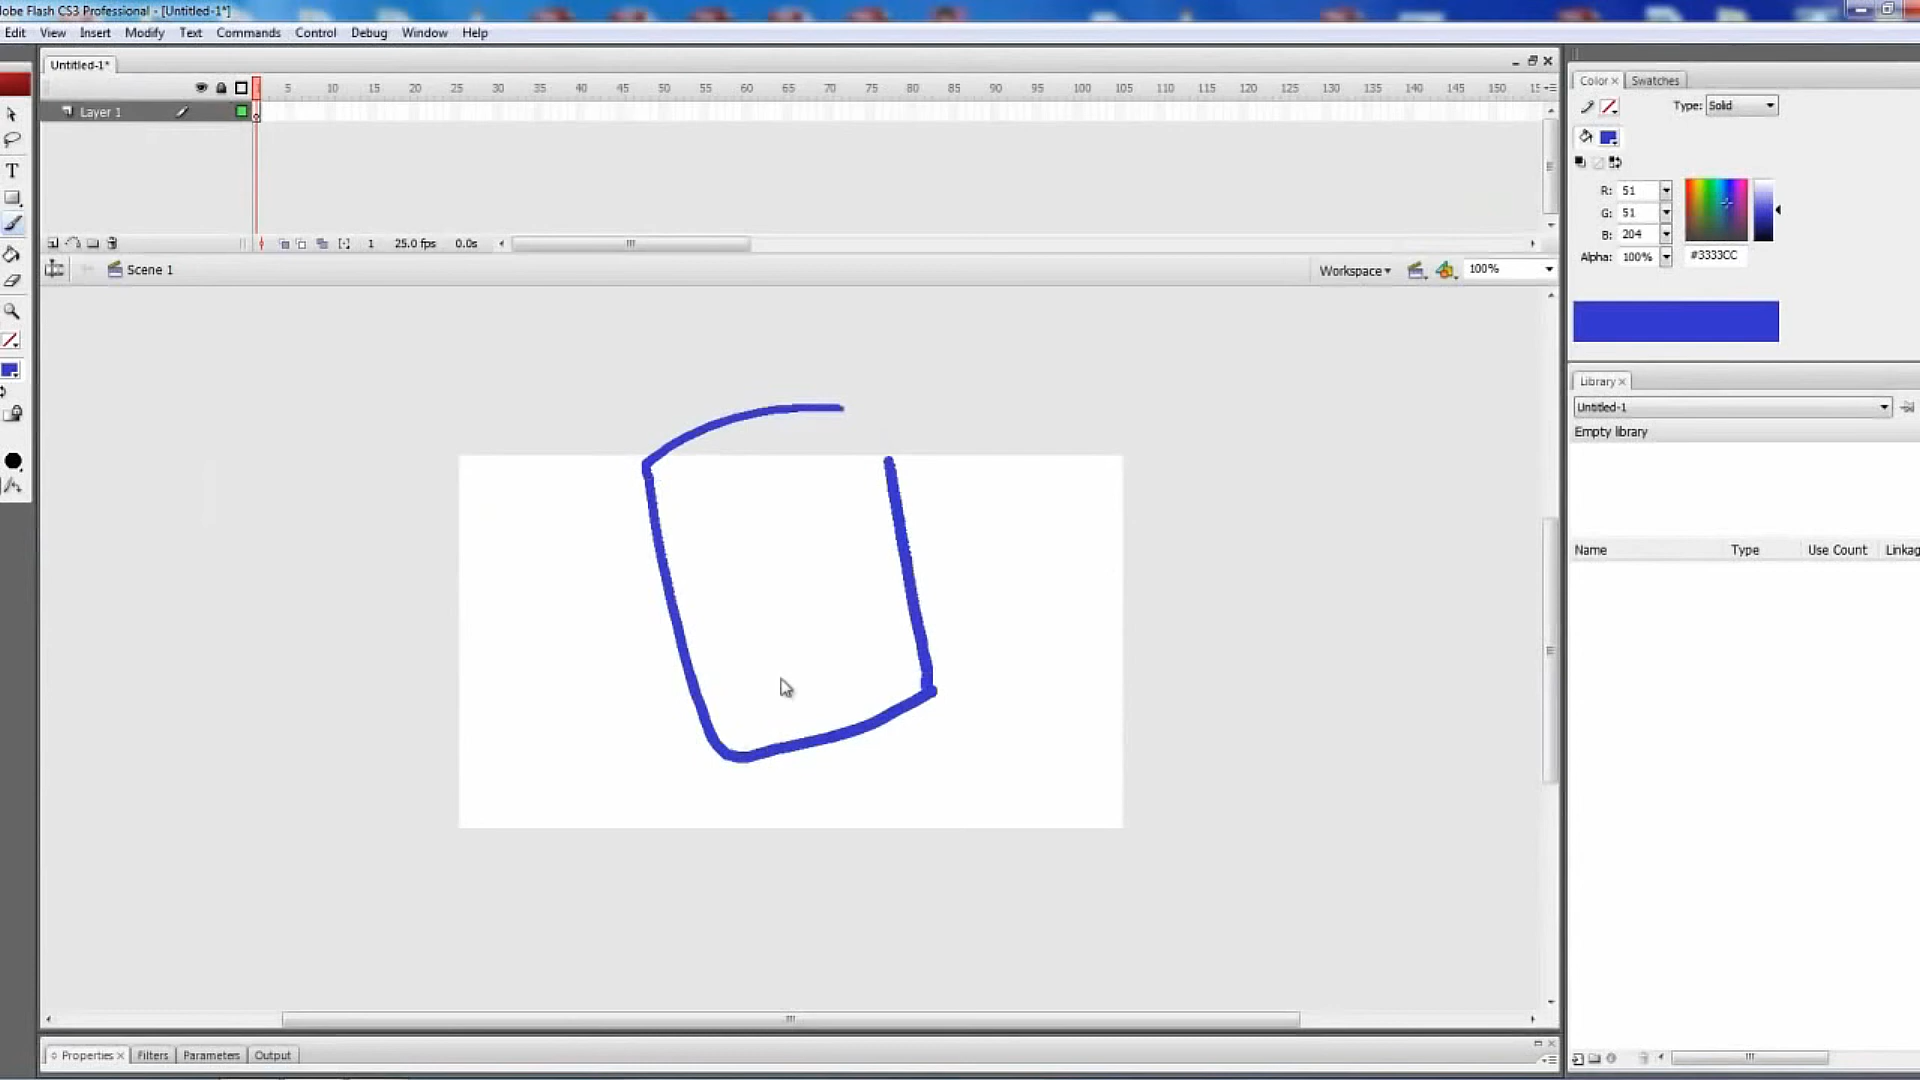 dobe Flash CS3 Professional - [Untitled-1*]
Edit View Insert Modify Text Commands Control Debug Window Help
Untitled-1*
5 10 15 20 25 30 35 40 45 50 55 60 65 70 75 80 85 90 95 100 105 110 115 120 125 130 135 140 145 150 15
Layer 1
1 25.0 fps 0.0s
Scene 1
Workspace 100%
T
Color Swatches
Type: Solid
R: 51
G: 51
B: 204
Alpha: 100% #3333CC
Library
Untitled-1
Empty library
Name Type Use Count Linkag
Properties Filters Parameters Output